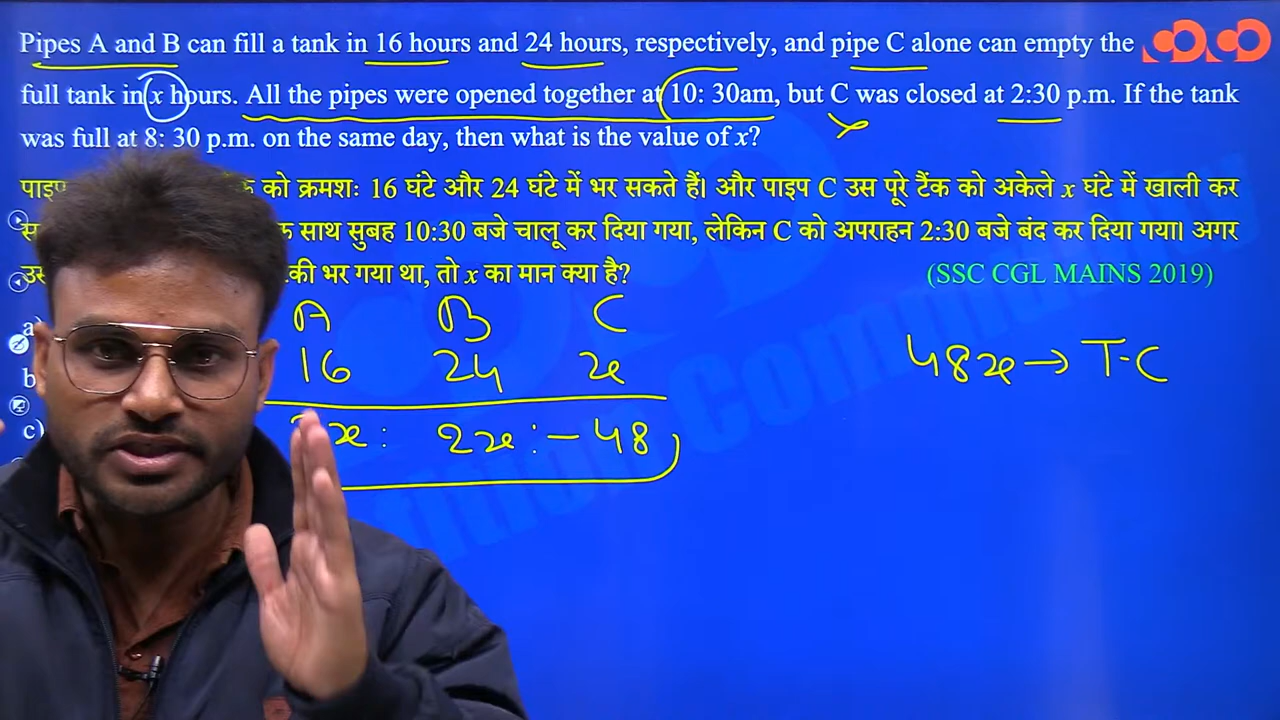 Pipes A and B can fill a tank in 16 hours and 24 hours, respectively, and pipe C alone can empty the
full tank in x hours. All the pipes were opened together at 10: 30am, but C was closed at 2:30 p.m. If the tank
was full at 8: 30 p.m. on the same day, then what is the value of x?
को क्रमशः 16 घंटे और 24 घंटे में भर सकते हैं। और पाइप C उस पूरे टैंक को अकेले x घंटे में खाली कर
साथ सुबह 10:30 बजे चालू कर दिया गया, लेकिन C को अपराहन 2:30 बजे बंद कर दिया गया। अगर
की भर गया था, तो x का मान क्या है? (SSC CGL MAINS 2019)
a)
A B C
16 24 x
48x → T-C
b
c)
x : 2x : - 48